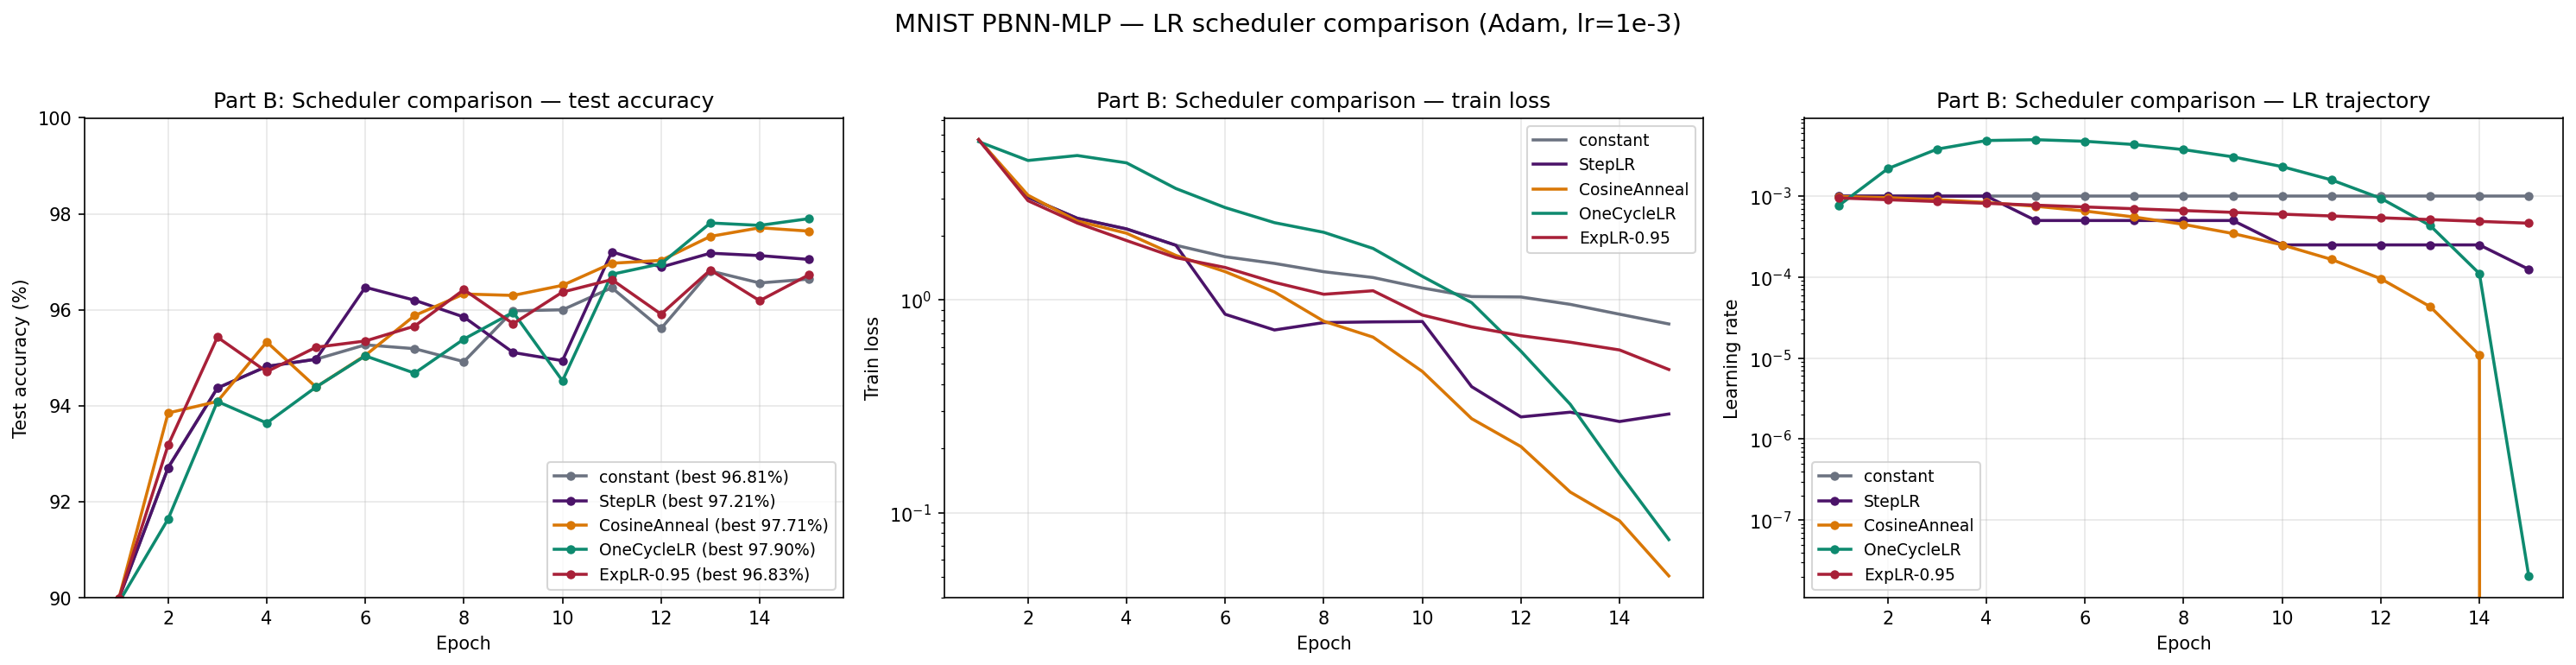 MNIST PBNN-MLP — LR scheduler comparison (Adam, lr=1e-3)
Part B: Scheduler comparison — test accuracy
100
98
96
94
92
90
2
4
6
8
10
12
14
Test accuracy (%)
Epoch
constant (best 96.81%)
StepLR (best 97.21%)
CosineAnneal (best 97.71%)
OneCycleLR (best 97.90%)
ExpLR-0.95 (best 96.83%)
Part B: Scheduler comparison — train loss
10⁰
10⁻¹
2
4
6
8
10
12
14
Train loss
Epoch
constant
StepLR
CosineAnneal
OneCycleLR
ExpLR-0.95
Part B: Scheduler comparison — LR trajectory
10⁻³
10⁻⁴
10⁻⁵
10⁻⁶
10⁻⁷
2
4
6
8
10
12
14
Learning rate
Epoch
constant
StepLR
CosineAnneal
OneCycleLR
ExpLR-0.95